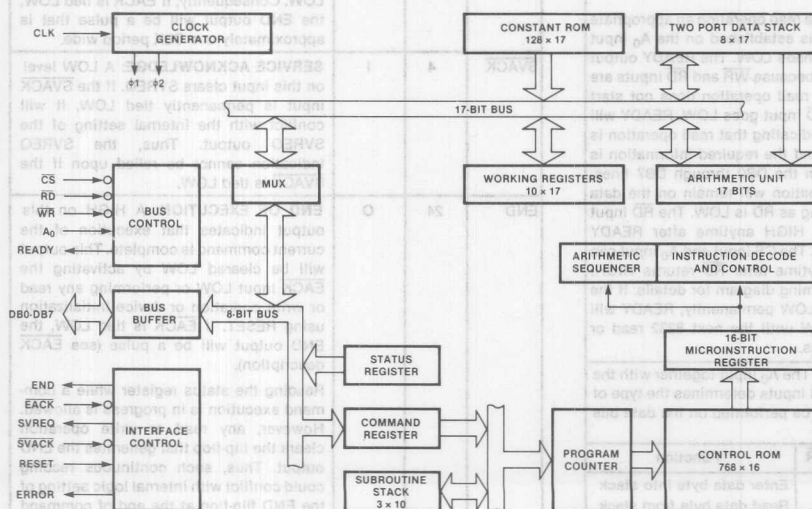 CLK
CLOCK
GENERATOR
ϕ1 ϕ2
CONSTANT ROM
128 × 17
TWO PORT DATA STACK
8 × 17
17-BIT BUS
CS
RD
WR
A0
READY
BUS
CONTROL
MUX
WORKING REGISTERS
10 × 17
ARITHMETIC UNIT
17 BITS
ARITHMETIC
SEQUENCER
INSTRUCTION DECODE
AND CONTROL
DB0-DB7
BUS
BUFFER
8-BIT BUS
STATUS
REGISTER
16-BIT
MICROINSTRUCTION
REGISTER
END
EACK
SVREQ
SVACK
RESET
ERROR
INTERFACE
CONTROL
COMMAND
REGISTER
SUBROUTINE
STACK
3 × 10
PROGRAM
COUNTER
CONTROL ROM
768 × 16